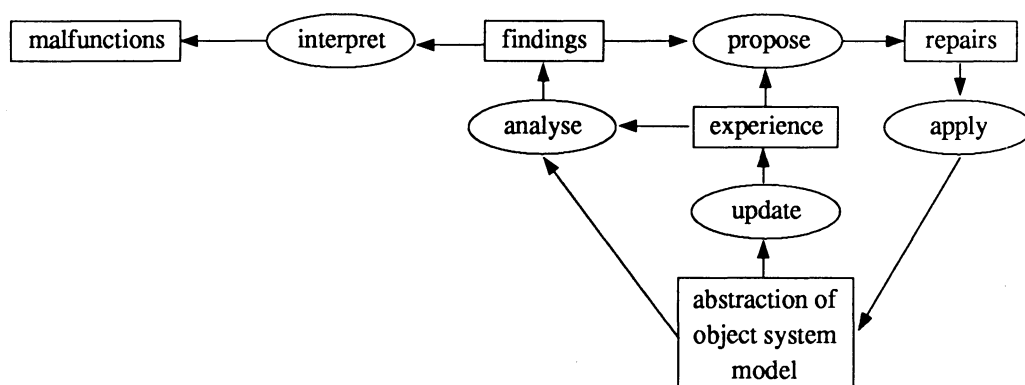 malfunctions
interpret
findings
propose
repairs
analyse
experience
apply
update
abstraction of
object system
model